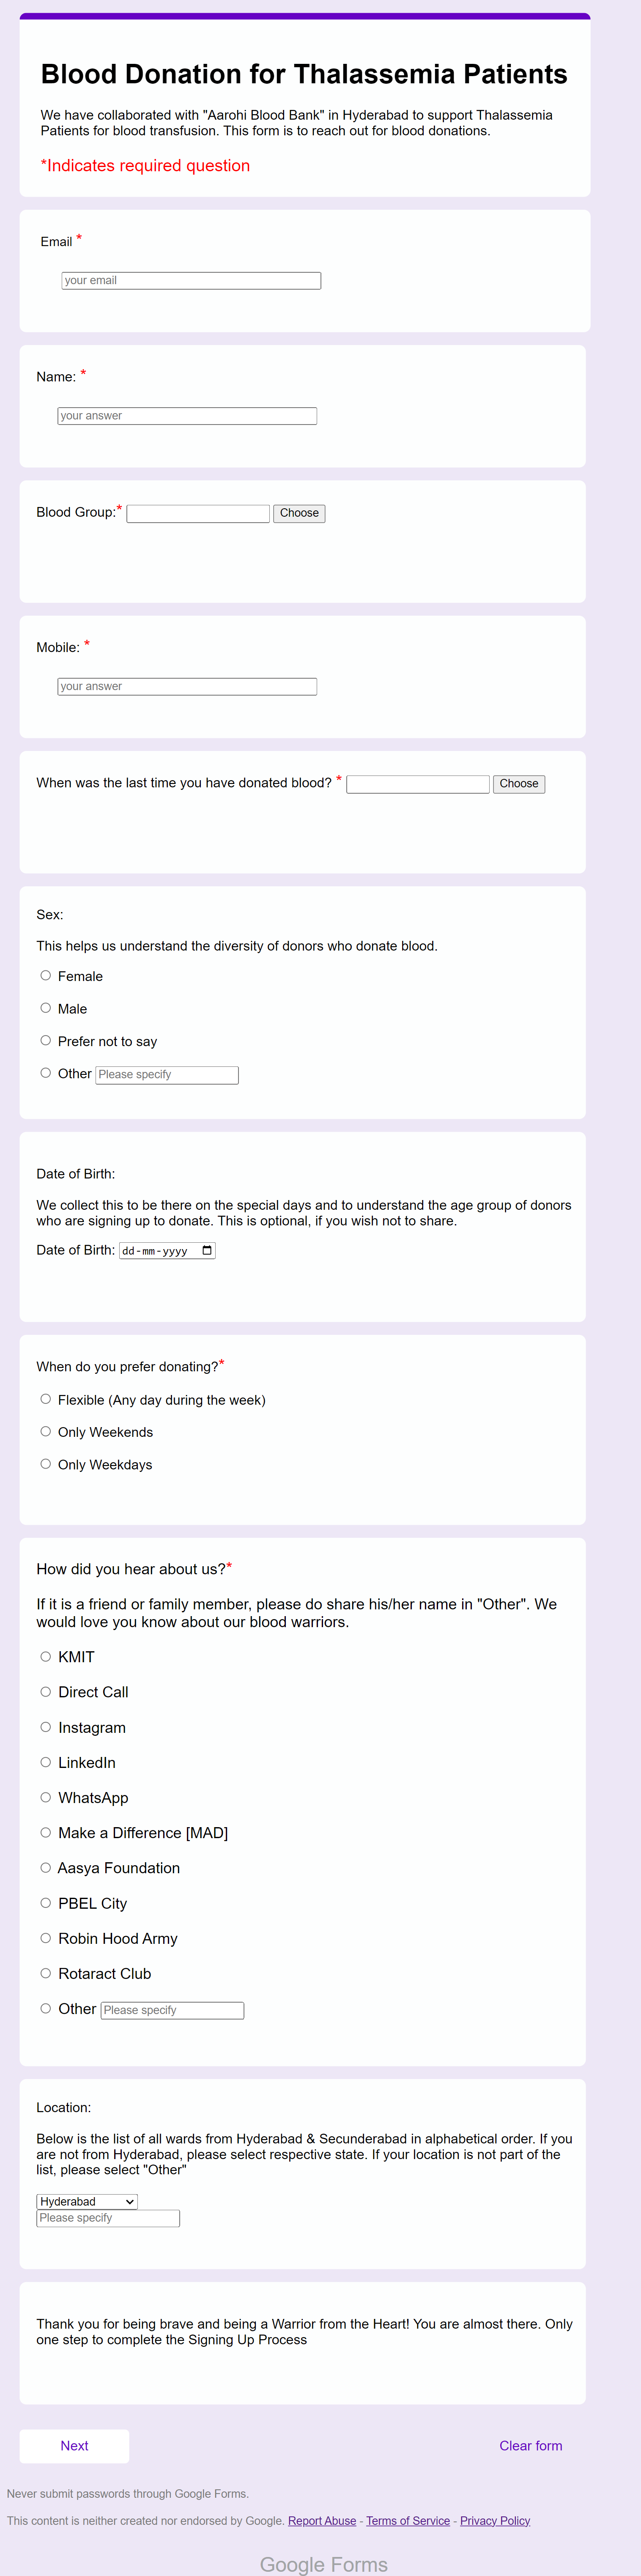 Blood Donation for Thalassemia Patients
We have collaborated with "Aarohi Blood Bank" in Hyderabad to support Thalassemia
Patients for blood transfusion. This form is to reach out for blood donations.
*Indicates required question
Email *
your email
Name: *
your answer
Blood Group:* Choose
Mobile: *
your answer
When was the last time you have donated blood? * Choose
Sex:
This helps us understand the diversity of donors who donate blood.
Female
Male
Prefer not to say
Other Please specify
Date of Birth:
We collect this to be there on the special days and to understand the age group of donors
who are signing up to donate. This is optional, if you wish not to share.
Date of Birth: dd-mm-yyyy
When do you prefer donating?*
Flexible (Any day during the week)
Only Weekends
Only Weekdays
How did you hear about us?*
If it is a friend or family member, please do share his/her name in "Other". We
would love you know about our blood warriors.
KMIT
Direct Call
Instagram
LinkedIn
WhatsApp
Make a Difference [MAD]
Aasya Foundation
PBEL City
Robin Hood Army
Rotaract Club
Other Please specify
Location:
Below is the list of all wards from Hyderabad & Secunderabad in alphabetical order. If you
are not from Hyderabad, please select respective state. If your location is not part of the
list, please select "Other"
Hyderabad
Please specify
Thank you for being brave and being a Warrior from the Heart! You are almost there. Only
one step to complete the Signing Up Process
Next Clear form
Never submit passwords through Google Forms.
This content is neither created nor endorsed by Google. Report Abuse - Terms of Service - Privacy Policy
Google Forms